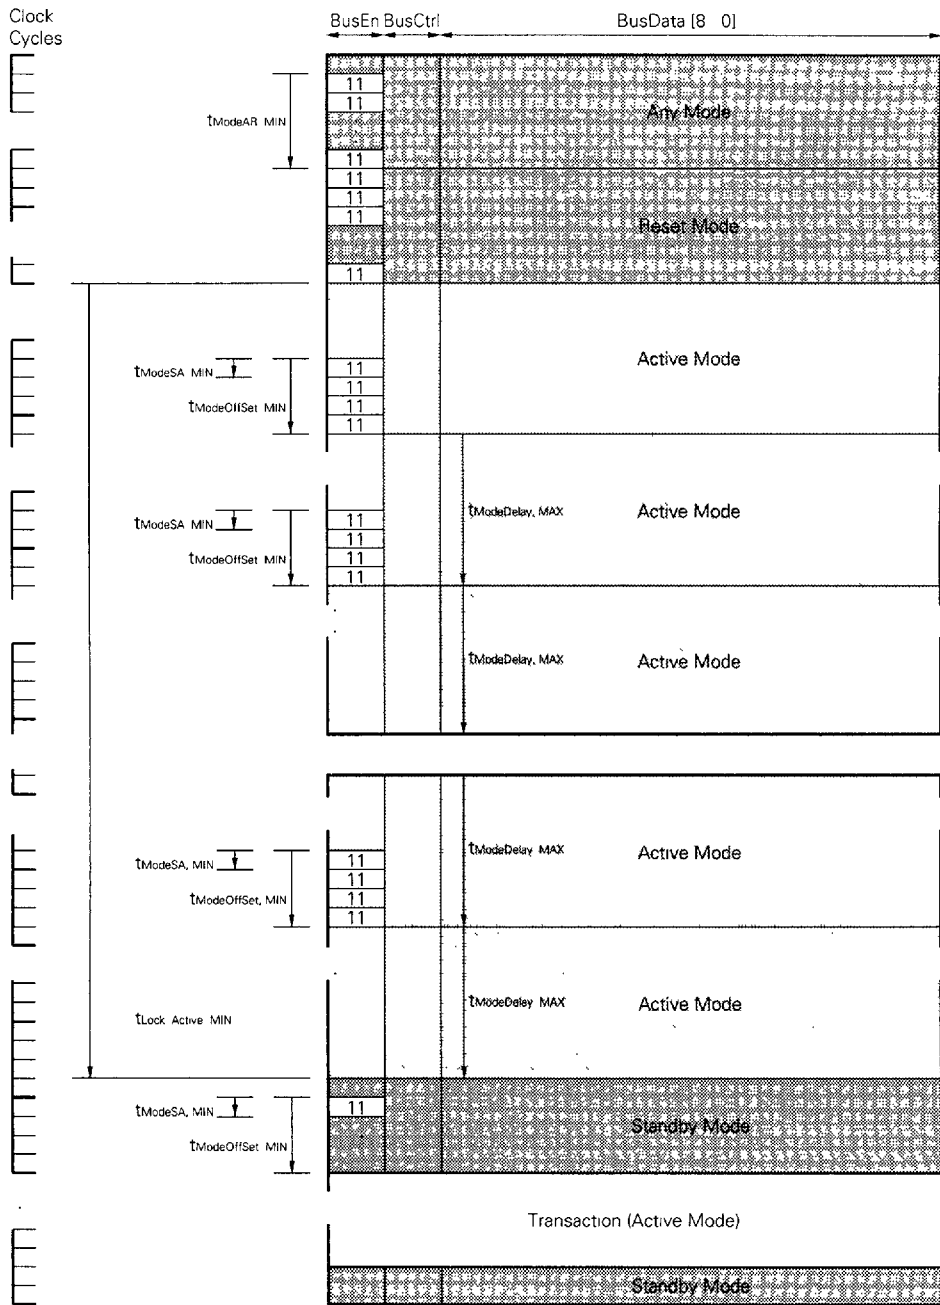 Clock
Cycles
BusEn BusCtrl BusData [8 0]
11
11
tModeAR MIN
Any Mode
11
11
11
11
Reset Mode
11
tModeSA MIN
11
Active Mode
11
tModeOffSet MIN
11
11
tModeSA MIN
11
tModeDelay, MAX
Active Mode
11
tModeOffSet MIN
11
11
tModeDelay, MAX
Active Mode
tModeSA, MIN
11
tModeDelay MAX
Active Mode
11
tModeOffSet, MIN
11
11
tLock Active MIN
tModeDelay MAX
Active Mode
tModeSA, MIN
11
Standby Mode
tModeOffSet MIN
Transaction (Active Mode)
Standby Mode